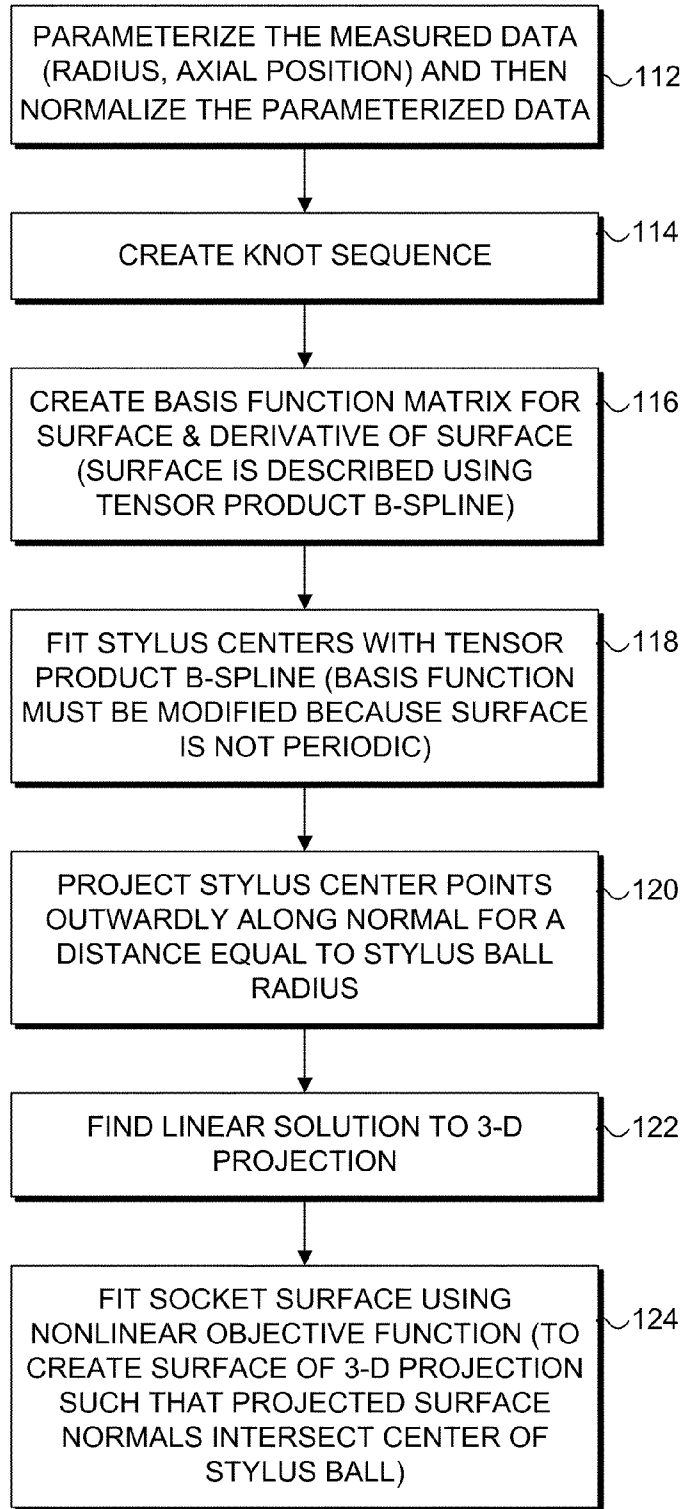 PARAMETERIZE THE MEASURED DATA
(RADIUS, AXIAL POSITION) AND THEN
NORMALIZE THE PARAMETERIZED DATA
112
CREATE KNOT SEQUENCE
114
CREATE BASIS FUNCTION MATRIX FOR
SURFACE & DERIVATIVE OF SURFACE
(SURFACE IS DESCRIBED USING
TENSOR PRODUCT B-SPLINE)
116
FIT STYLUS CENTERS WITH TENSOR
PRODUCT B-SPLINE (BASIS FUNCTION
MUST BE MODIFIED BECAUSE SURFACE
IS NOT PERIODIC)
118
PROJECT STYLUS CENTER POINTS
OUTWARDLY ALONG NORMAL FOR A
DISTANCE EQUAL TO STYLUS BALL
RADIUS
120
FIND LINEAR SOLUTION TO 3-D
PROJECTION
122
FIT SOCKET SURFACE USING
NONLINEAR OBJECTIVE FUNCTION (TO
CREATE SURFACE OF 3-D PROJECTION
SUCH THAT PROJECTED SURFACE
NORMALS INTERSECT CENTER OF
STYLUS BALL)
124